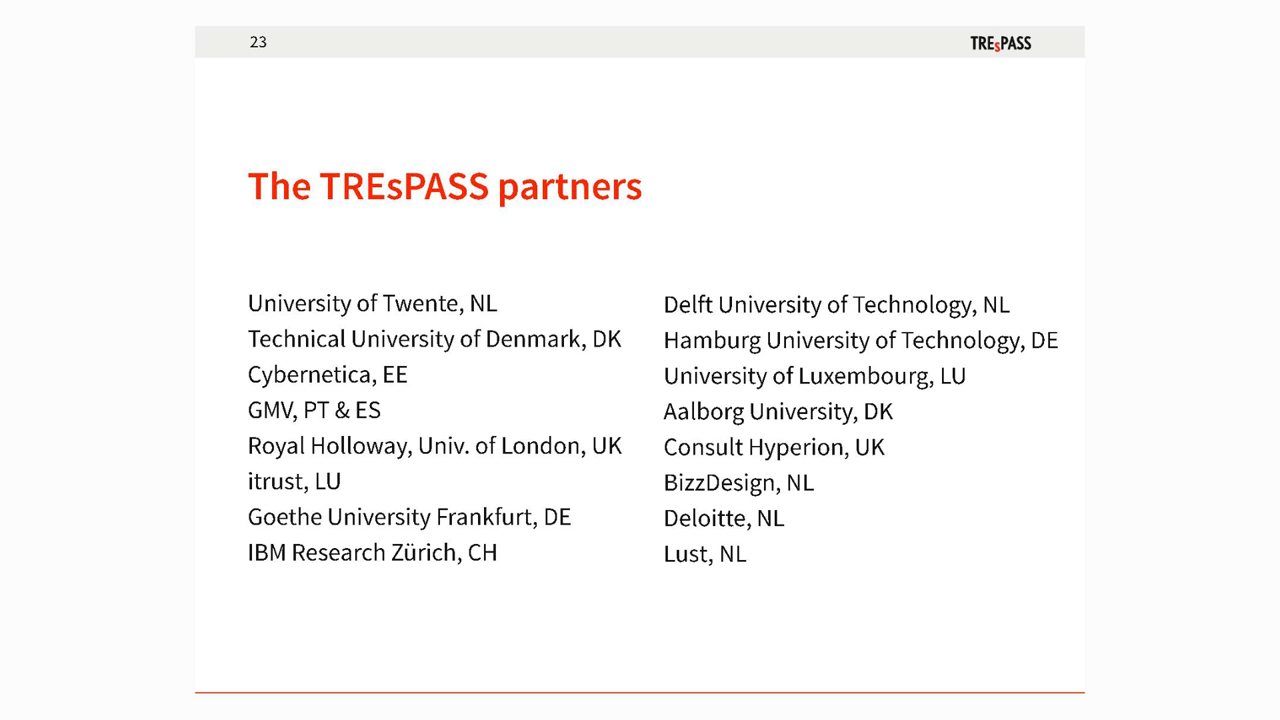 23
TREsPASS
The TREsPASS partners
University of Twente, NL
Technical University of Denmark, DK
Cybernetica, EE
GMV, PT & ES
Royal Holloway, Univ. of London, UK
itrust, LU
Goethe University Frankfurt, DE
IBM Research Zürich, CH
Delft University of Technology, NL
Hamburg University of Technology, DE
University of Luxembourg, LU
Aalborg University, DK
Consult Hyperion, UK
BizzDesign, NL
Deloitte, NL
Lust, NL